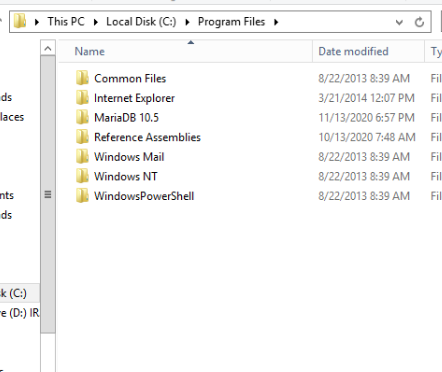 This PC Local Disk (C:) Program Files
Name Date modified Ty
Common Files 8/22/2013 8:39 AM Fil
Internet Explorer 3/21/2014 12:07 PM Fil
MariaDB 10.5 11/13/2020 6:57 PM Fil
Reference Assemblies 10/13/2020 7:48 AM Fil
Windows Mail 8/22/2013 8:39 AM Fil
Windows NT 8/22/2013 8:39 AM Fil
WindowsPowerShell 8/22/2013 8:39 AM Fil
ds
laces
nts
ds
k (C:)
e (D:) IR